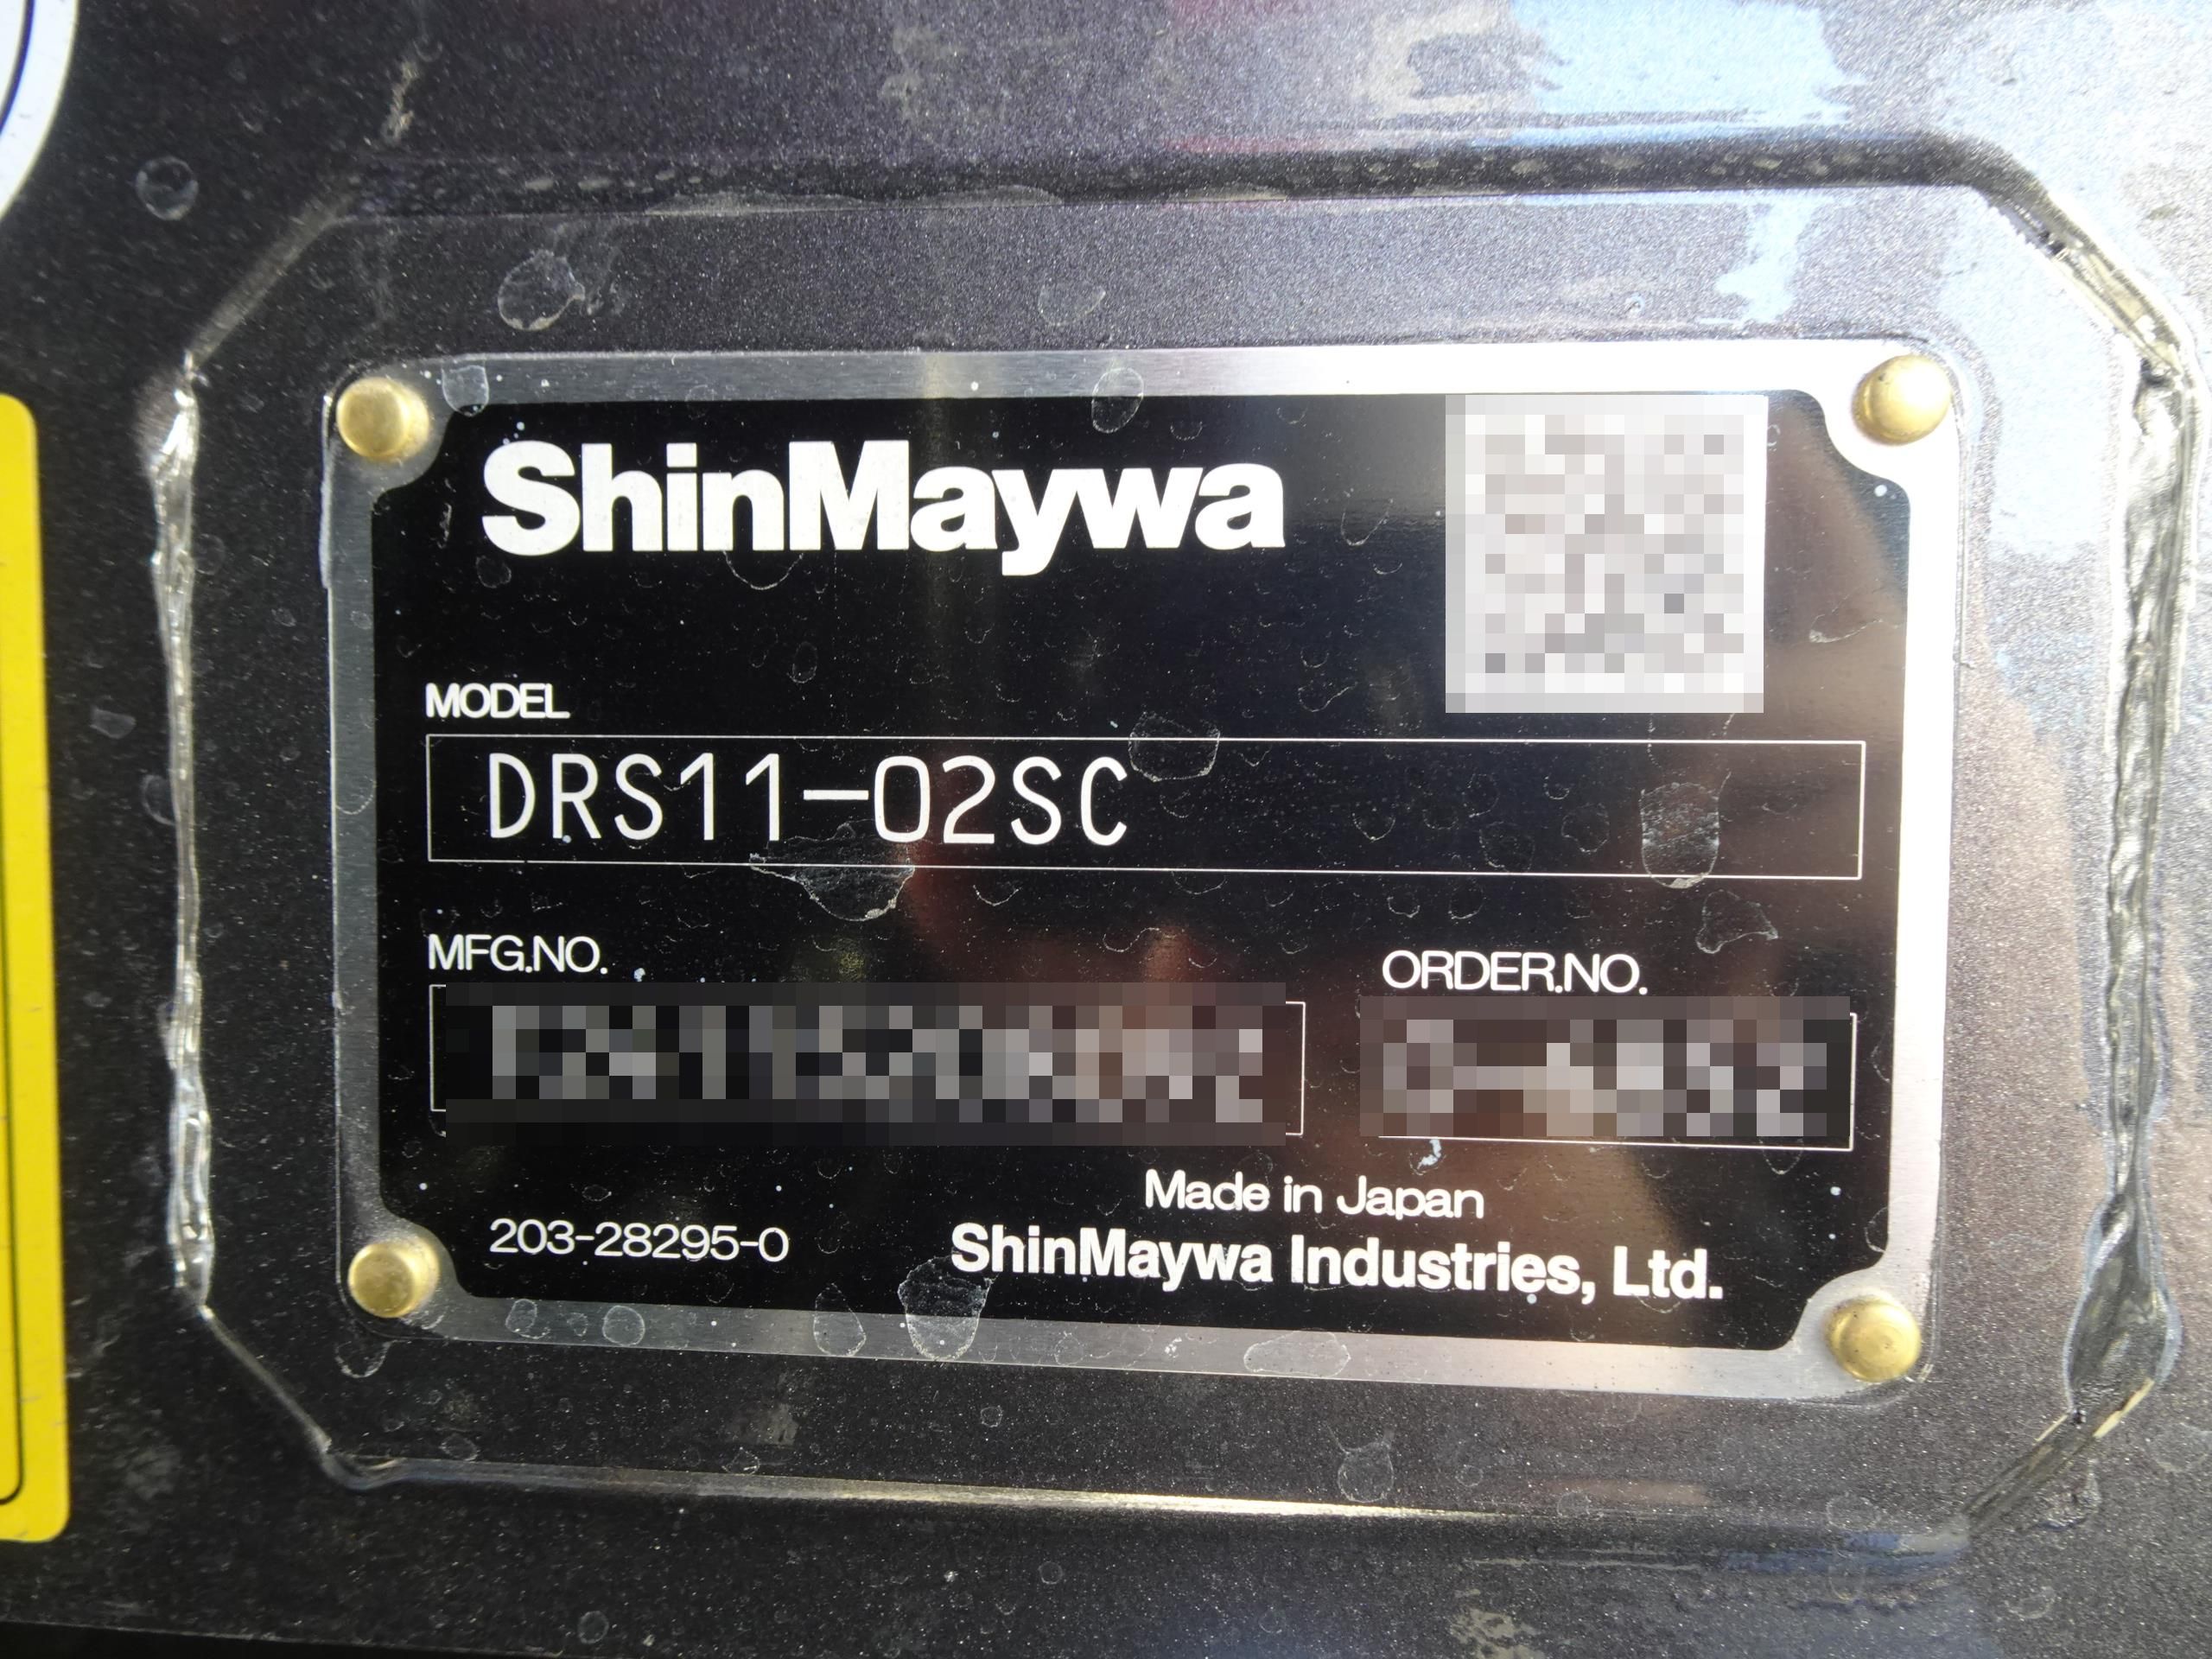 ShinMaywa
MODEL
DRS11-02SC
MFG.NO.
ORDER.NO.
Made in Japan
203-28295-0
ShinMaywa Industries, Ltd.